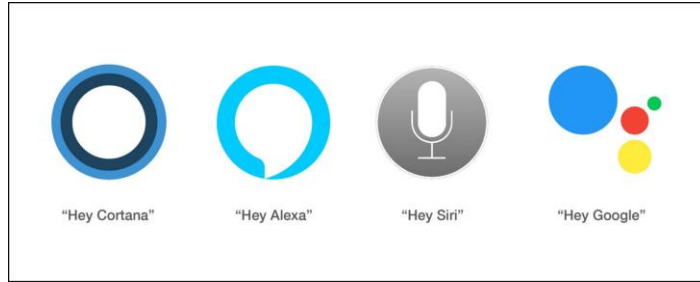 “Hey Cortana” “Hey Alexa” “Hey Siri” “Hey Google”